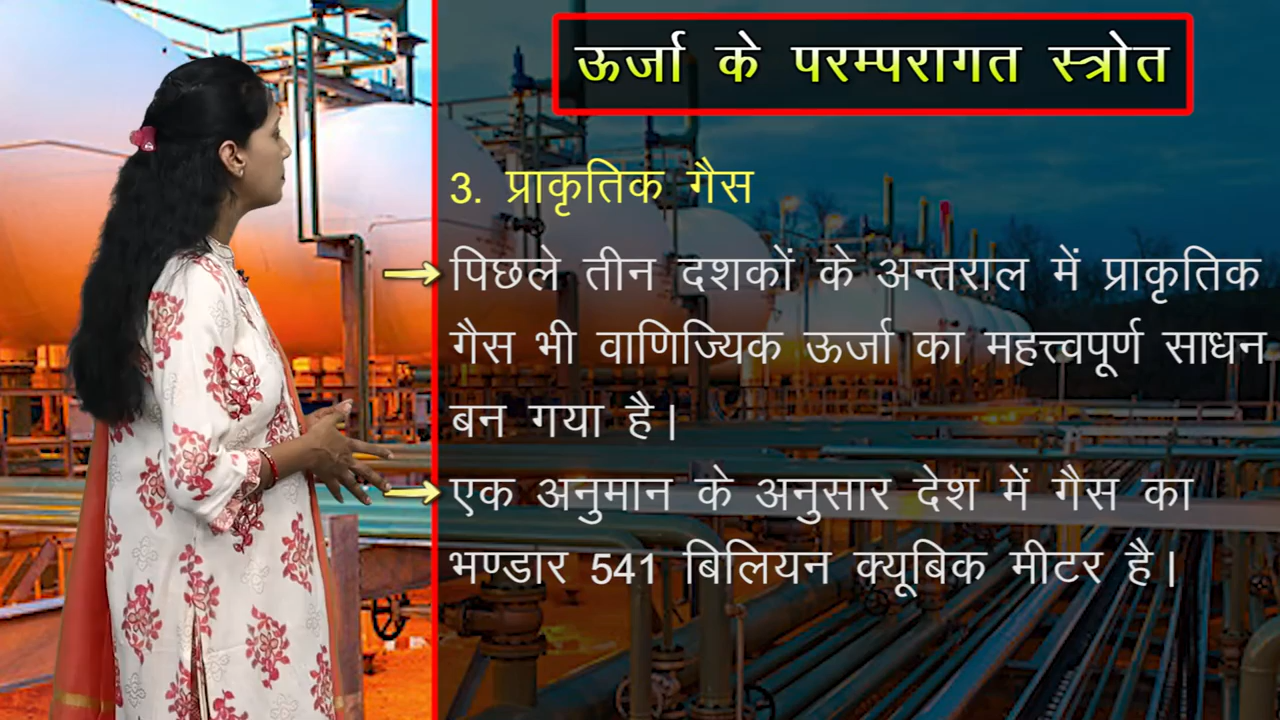 ऊर्जा के परम्परागत स्त्रोत
3. प्राकृतिक गैस
पिछले तीन दशकों के अन्तराल में प्राकृतिक
गैस भी वाणिज्यिक ऊर्जा का महत्त्वपूर्ण साधन
बन गया है।
एक अनुमान के अनुसार देश में गैस का
भण्डार 541 बिलियन क्यूबिक मीटर है।